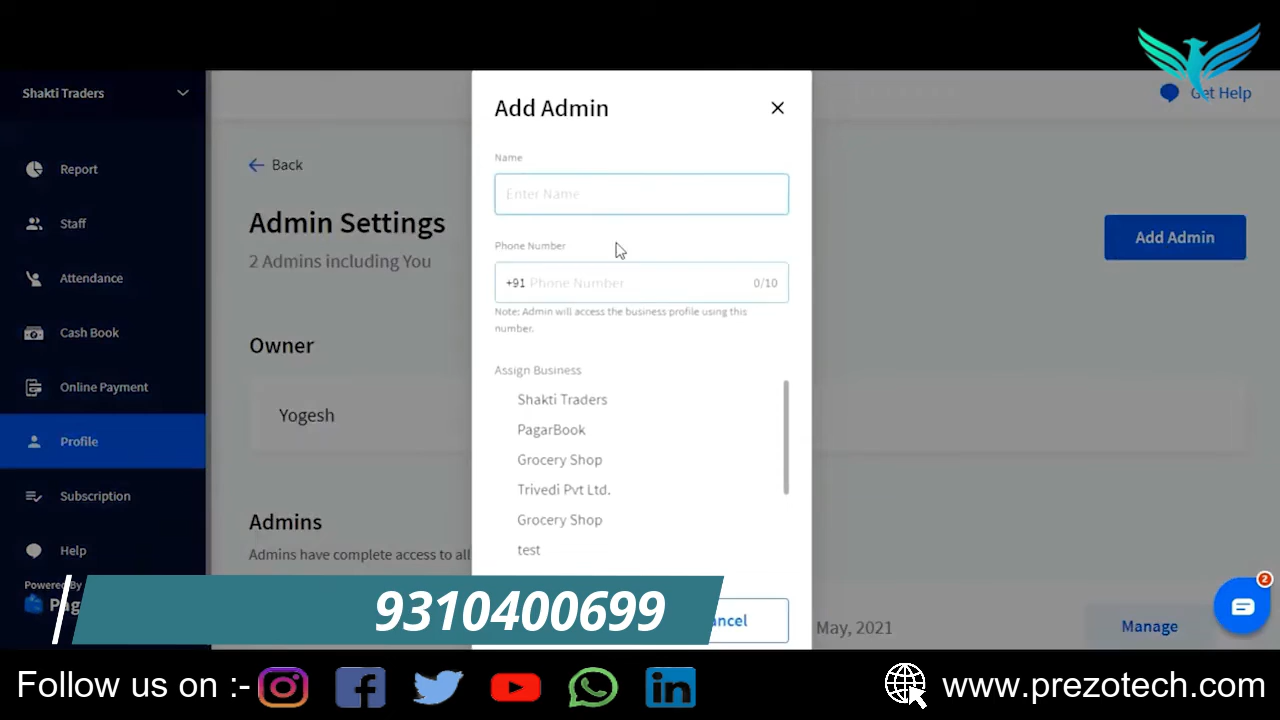 Shakti Traders
Get Help
Report
Staff
Attendance
Cash Book
Online Payment
Profile
Subscription
Help
Powered By
Back
Admin Settings
2 Admins including You
Add Admin
Owner
Yogesh
Admins
Admins have complete access to all
May, 2021
Manage
2
Add Admin
Name
Enter Name
Phone Number
+91 Phone Number 0/10
Note: Admin will access the business profile using this
number.
Assign Business
Shakti Traders
PagarBook
Grocery Shop
Trivedi Pvt Ltd.
Grocery Shop
test
9310400699
Follow us on :-
www.prezotech.com